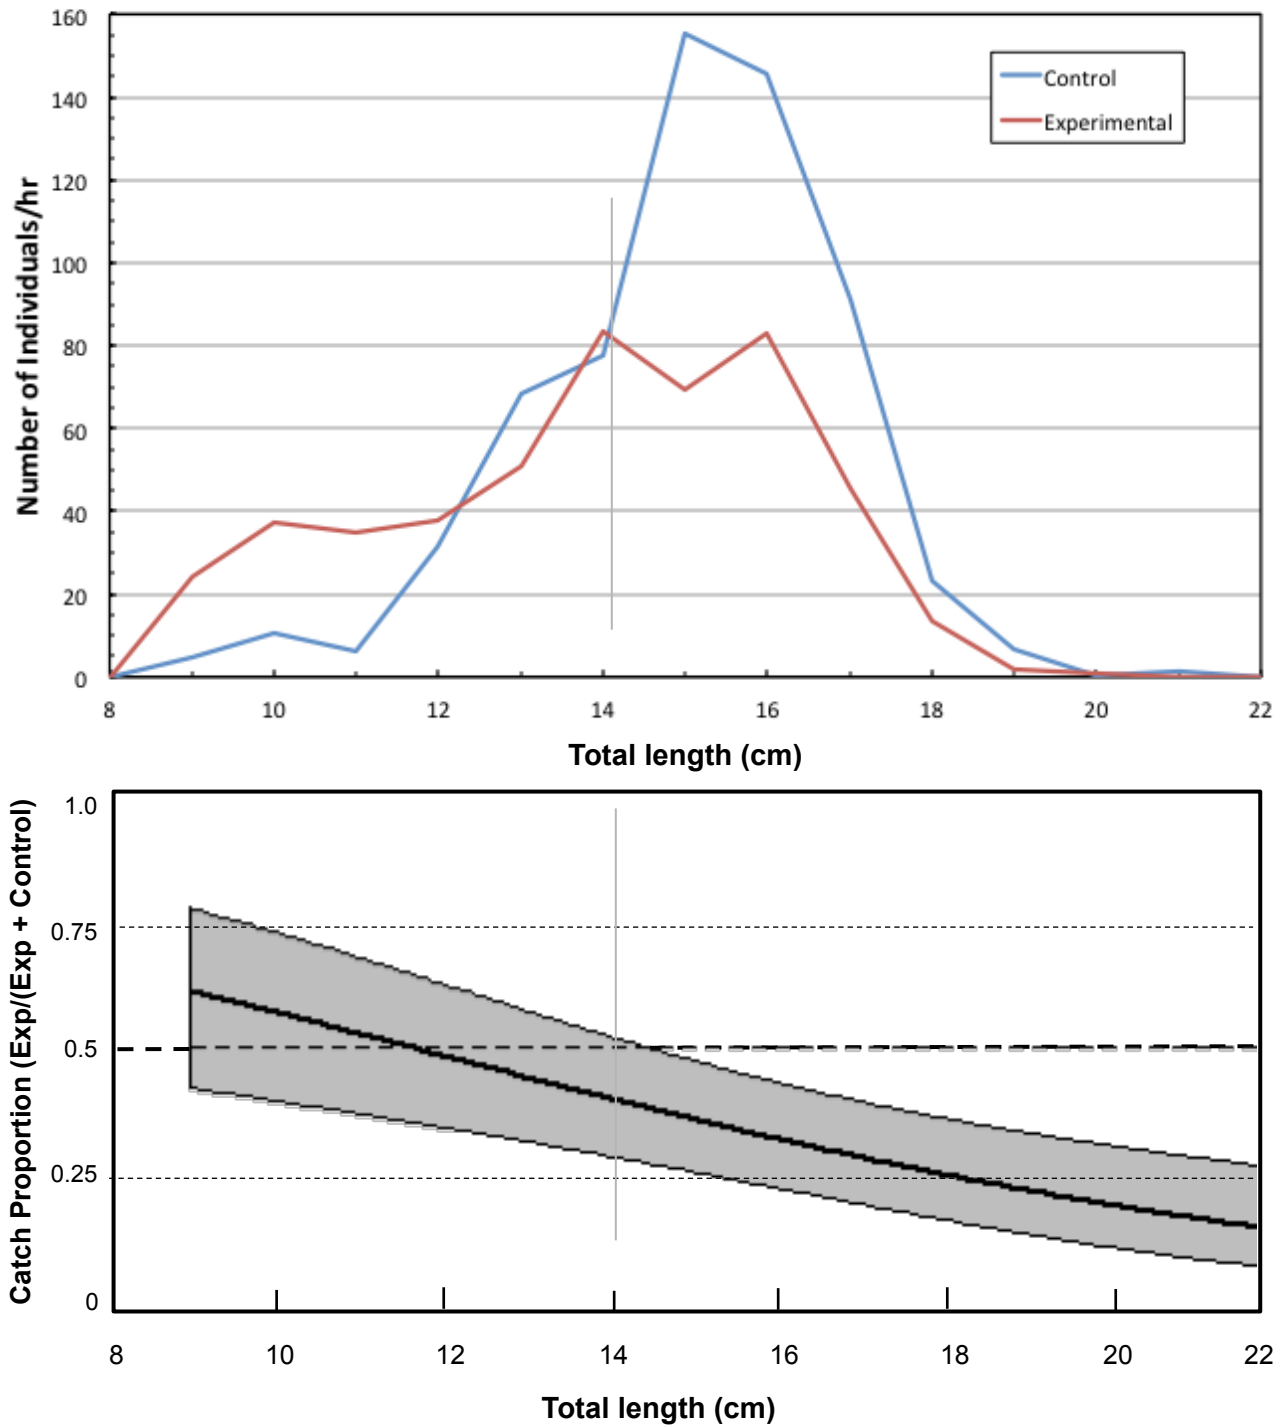 160
140
120
100
80
60
40
20
0
Number of Individuals/hr
Control
Experimental
8 10 12 14 16 18 20 22
Total length (cm)
1.0
0.75
0.5
0.25
0
Catch Proportion (Exp/(Exp + Control)
8 10 12 14 16 18 20 22
Total length (cm)